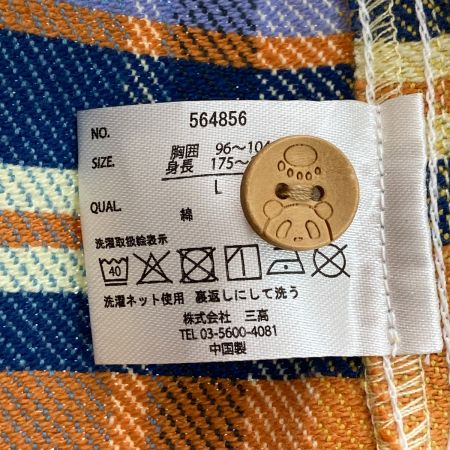 NO. 564856
SIZE. 胸囲 96〜104
身長 175〜
L
QUAL. 綿
洗濯取扱絵表示
40
洗濯ネット使用 裏返しにして洗う
株式会社 三高
TEL 03-5600-4081
中国製